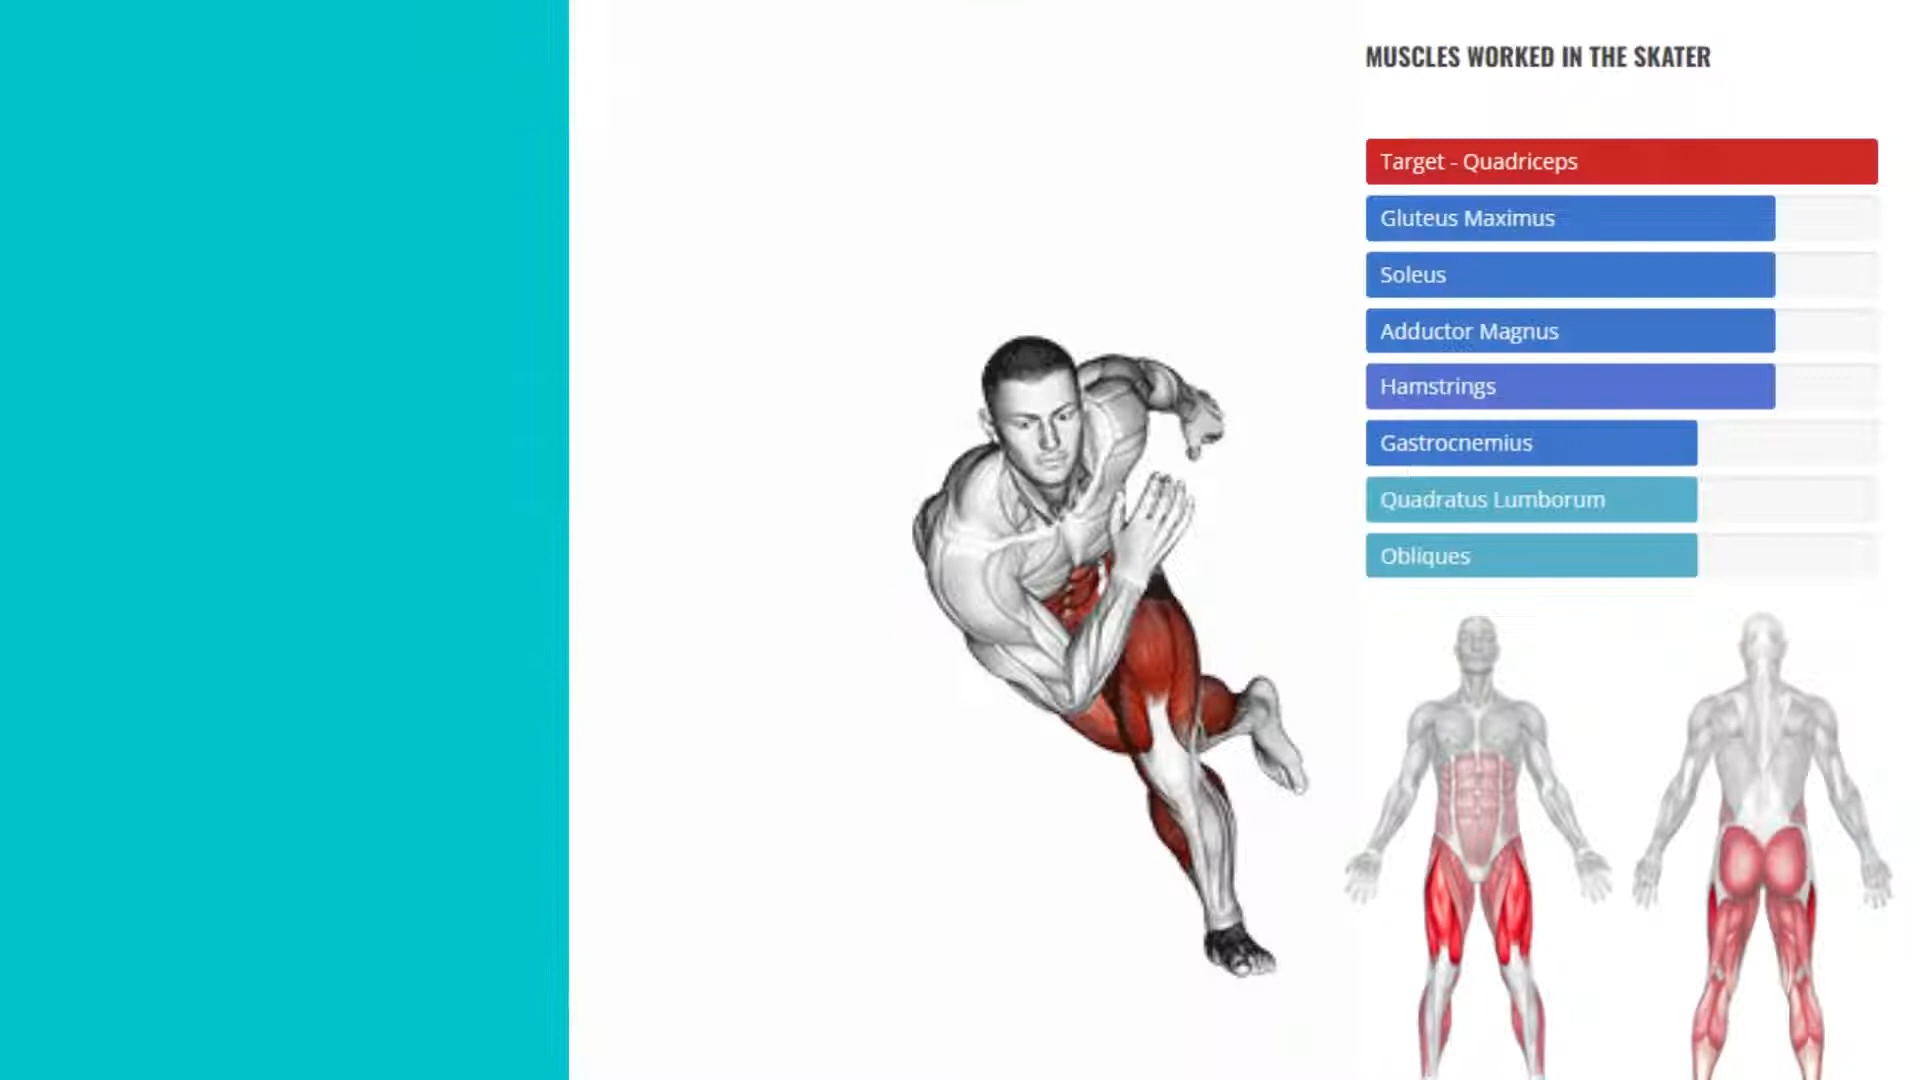 MUSCLES WORKED IN THE SKATER
Target - Quadriceps
Gluteus Maximus
Soleus
Adductor Magnus
Hamstrings
Gastrocnemius
Quadratus Lumborum
Obliques